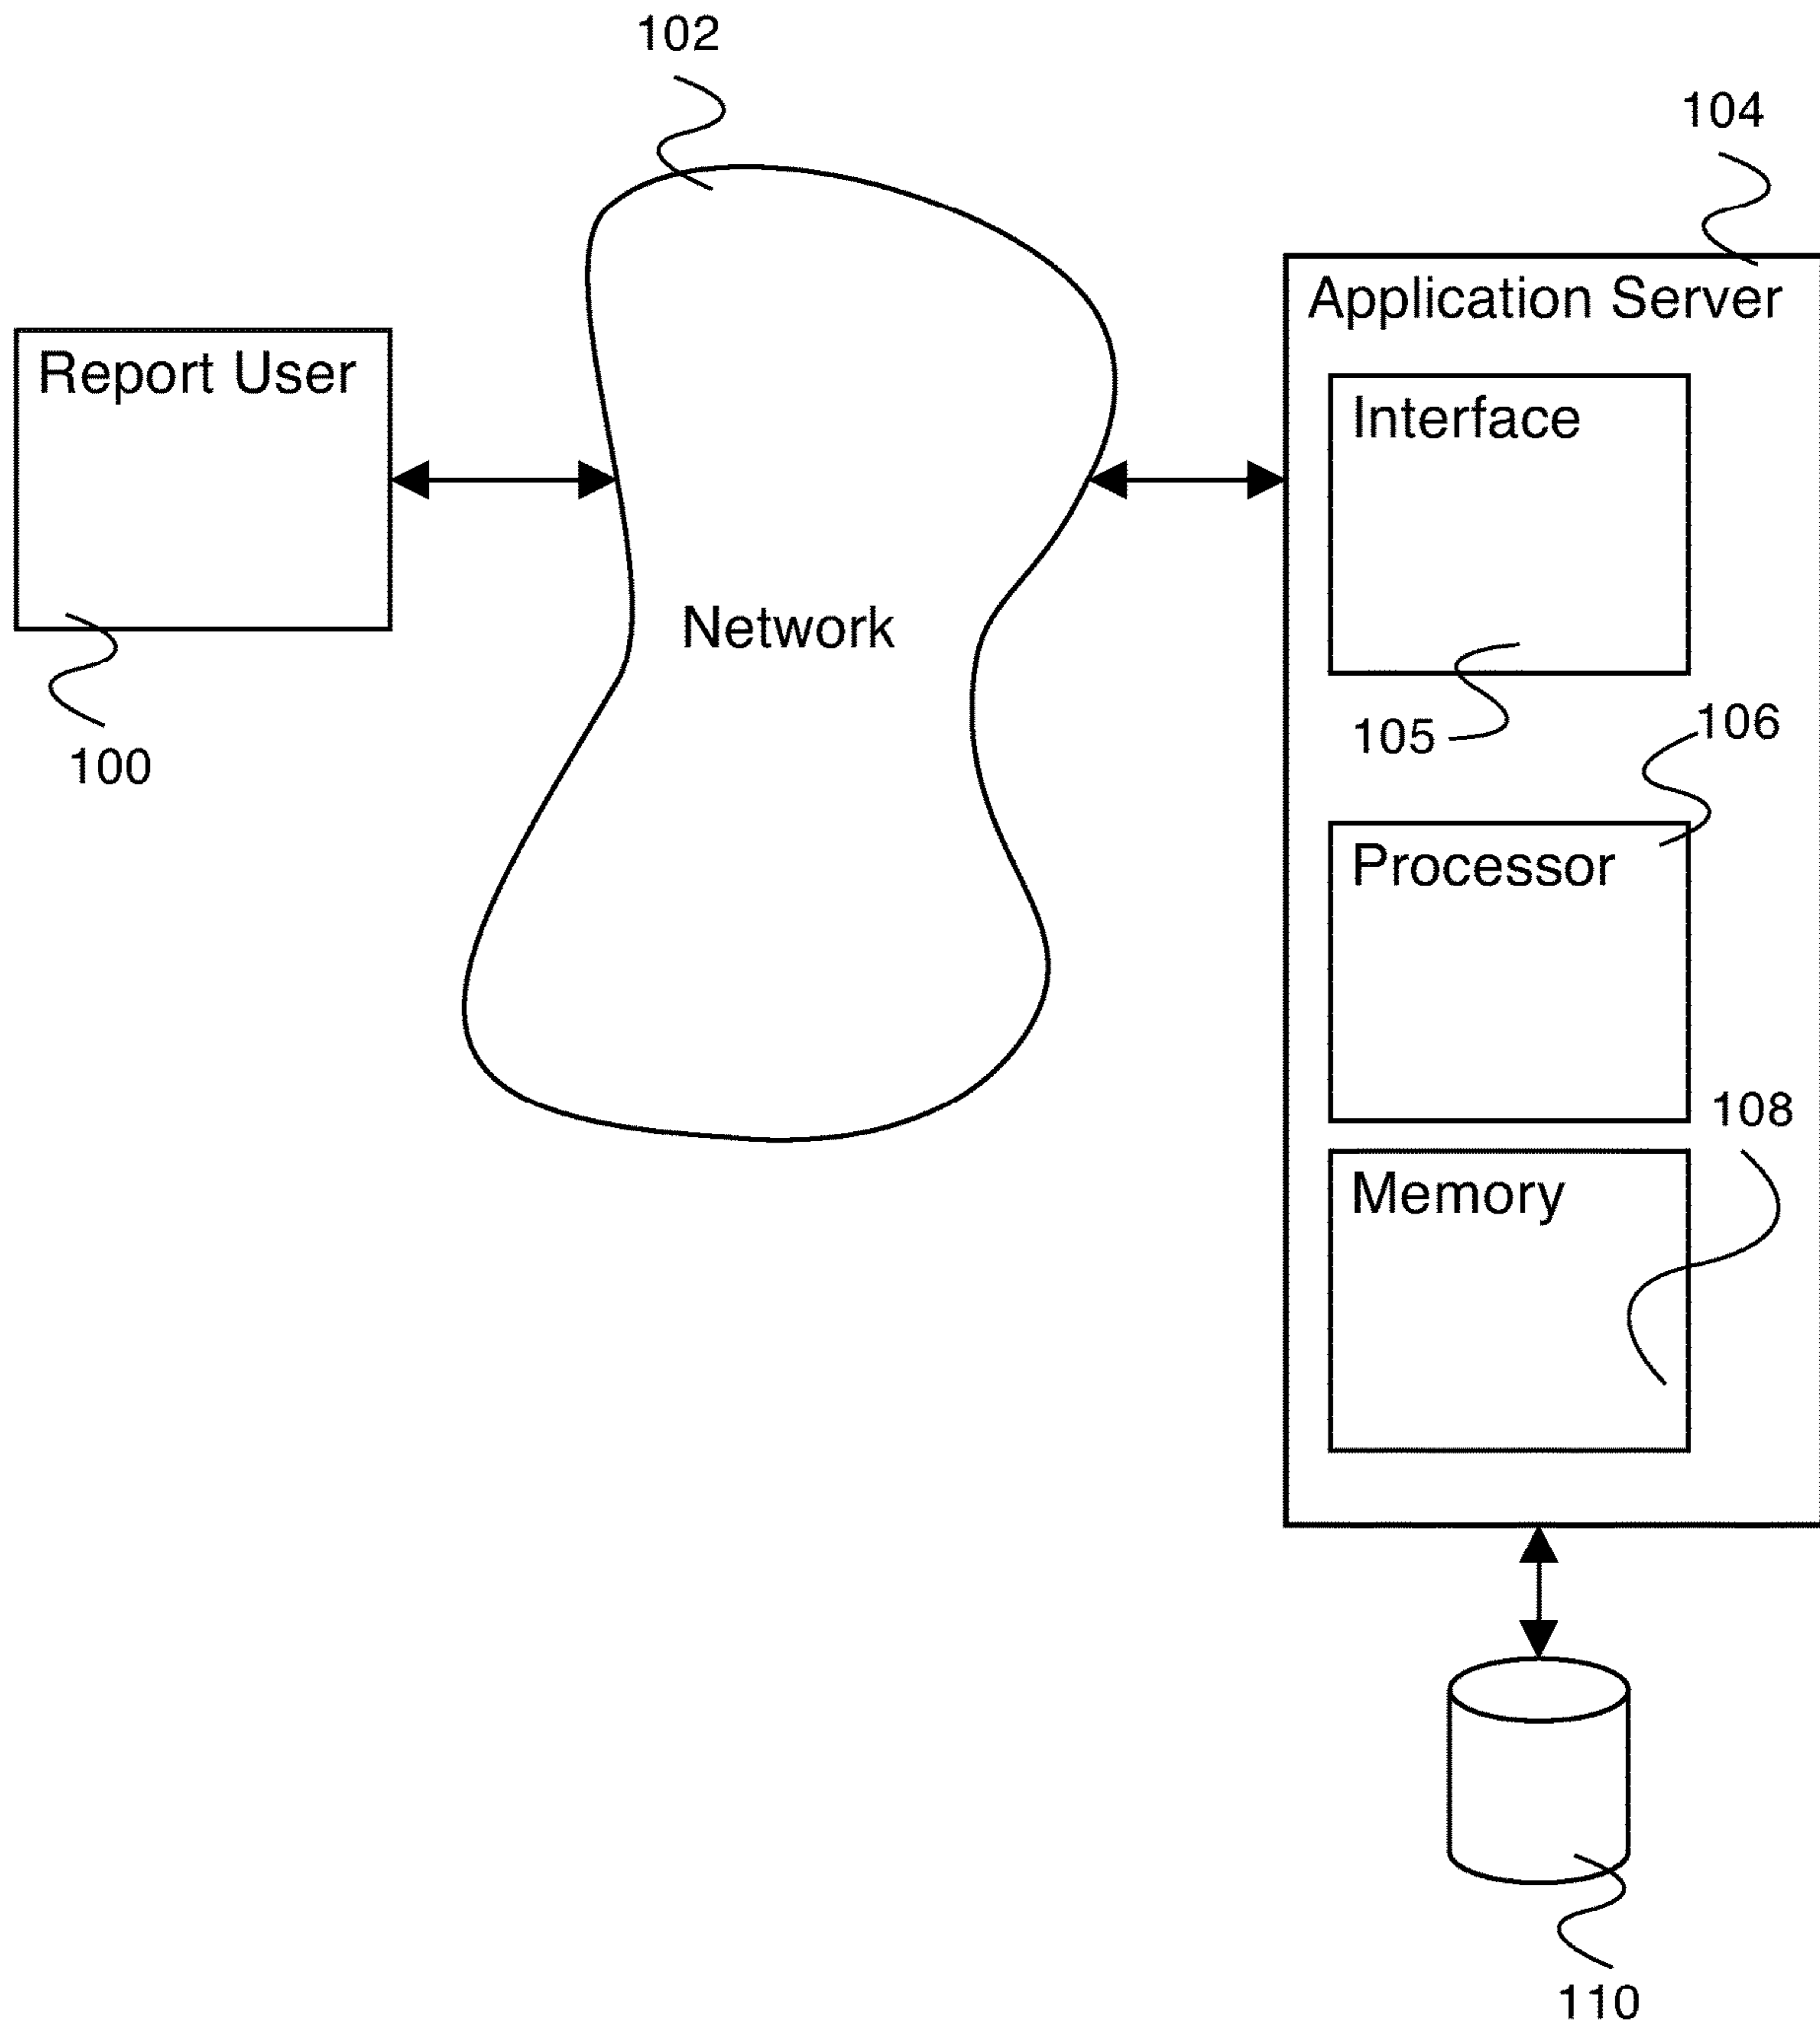 102
104
Application Server
Report User
Interface
Network
105
106
100
Processor
108
Memory
110